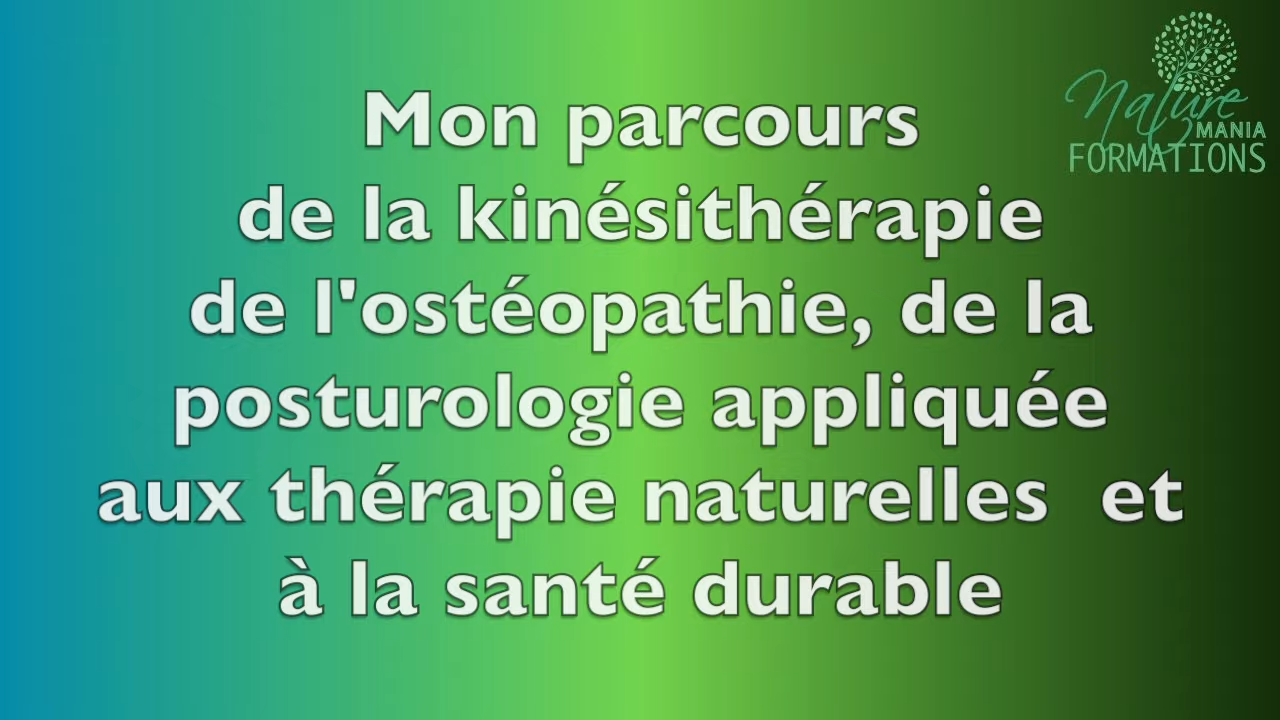 Mon parcours
de la kinésithérapie
de l'ostéopathie, de la
posturologie appliquée
aux thérapie naturelles  et
à la santé durable
Nature
MANIA
FORMATIONS